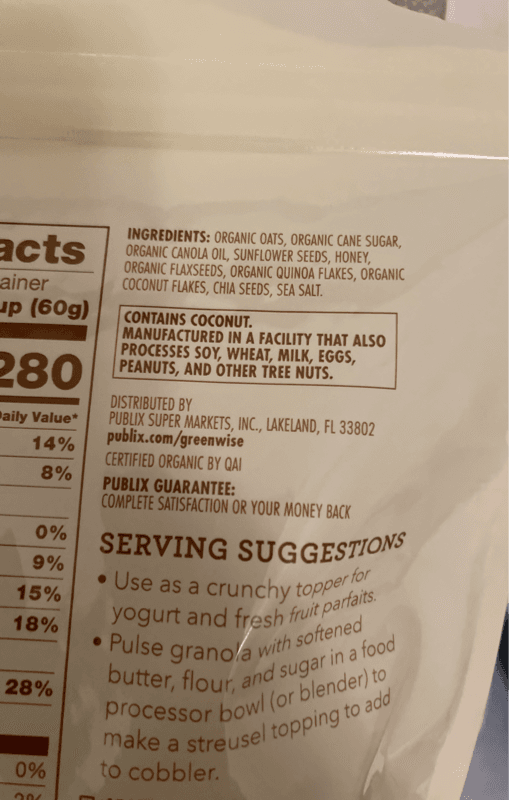 acts
ainer
up (60g)
280
Daily Value*
14%
8%
0%
9%
15%
18%
28%
0%
INGREDIENTS: ORGANIC OATS, ORGANIC CANE SUGAR,
ORGANIC CANOLA OIL, SUNFLOWER SEEDS, HONEY,
ORGANIC FLAXSEEDS, ORGANIC QUINOA FLAKES, ORGANIC
COCONUT FLAKES, CHIA SEEDS, SEA SALT.
CONTAINS COCONUT.
MANUFACTURED IN A FACILITY THAT ALSO
PROCESSES SOY, WHEAT, MILK, EGGS,
PEANUTS, AND OTHER TREE NUTS.
DISTRIBUTED BY
PUBLIX SUPER MARKETS, INC., LAKELAND, FL 33802
publix.com/greenwise
CERTIFIED ORGANIC BY QAI
PUBLIX GUARANTEE:
COMPLETE SATISFACTION OR YOUR MONEY BACK
SERVING SUGGESTIONS
• Use as a crunchy topper for
yogurt and fresh fruit parfaits.
• Pulse granola with softened
butter, flour, and sugar in a food
processor bowl (or blender) to
make a streusel topping to add
to cobbler.